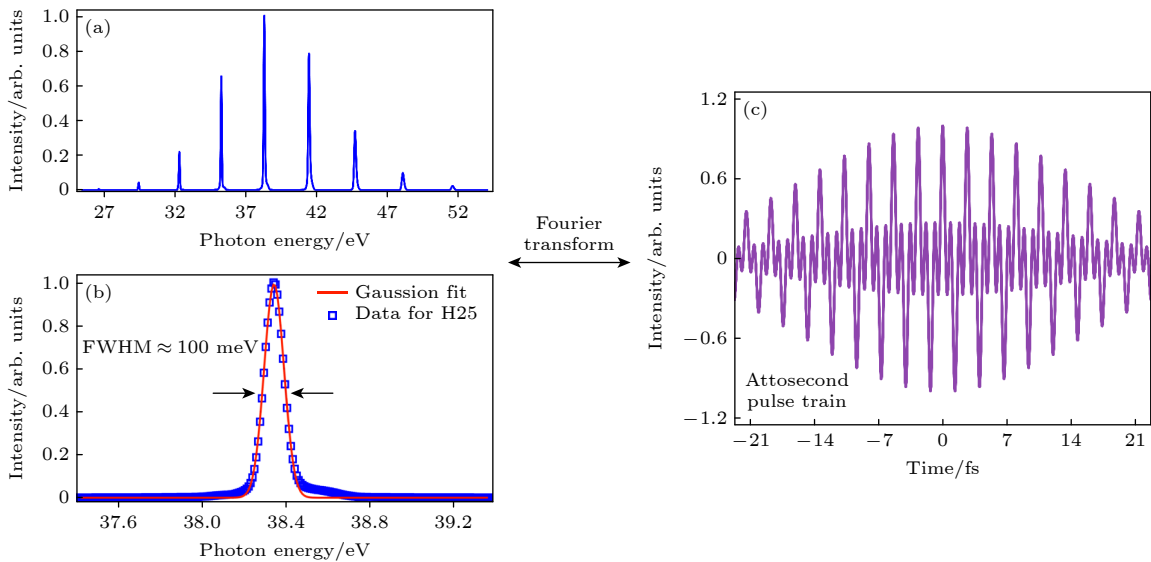 (a)
Intensity/arb. units
1.0
0.8
0.6
0.4
0.2
0
27 32 37 42 47 52
Photon energy/eV
(b)
Intensity/arb. units
1.0
0.8
0.6
0.4
0.2
0
Gaussion fit
Data for H25
FWHM ≈ 100 meV
37.6 38.0 38.4 38.8 39.2
Photon energy/eV
Fourier
transform
(c)
Intensity/arb. units
1.2
0.6
0
−0.6
−1.2
Attosecond
pulse train
−21 −14 −7 0 7 14 21
Time/fs